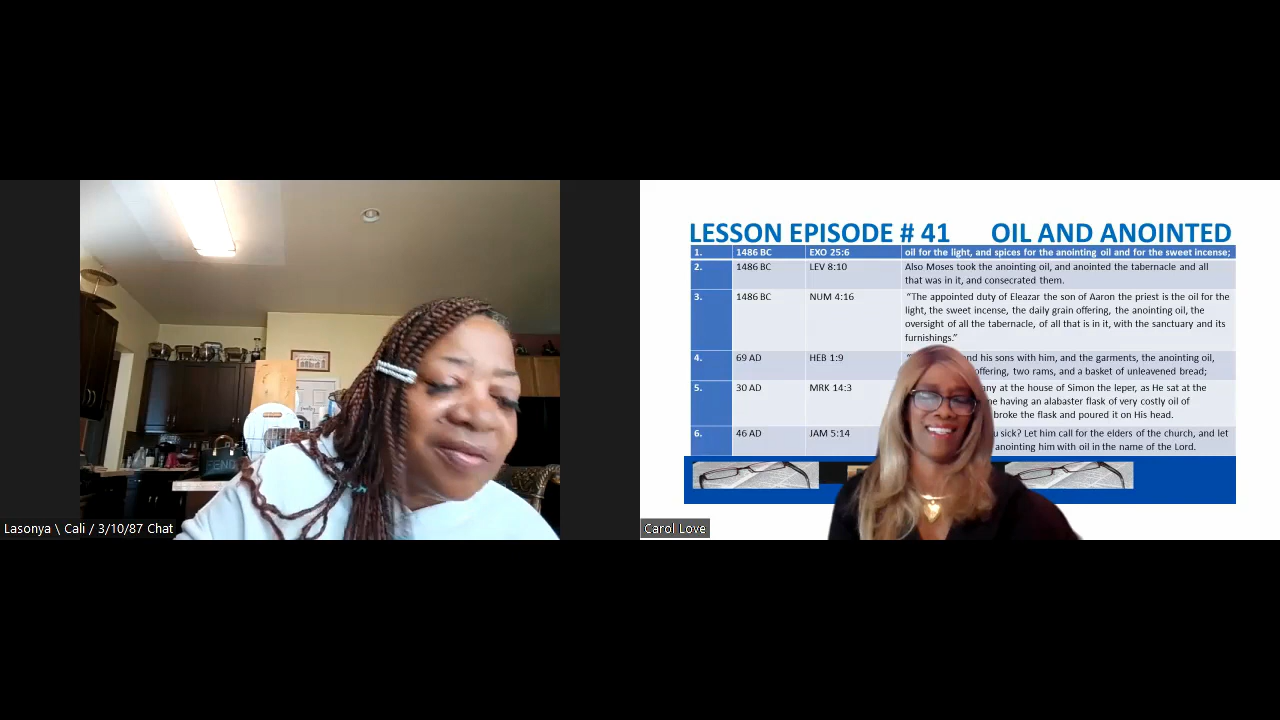 LESSON EPISODE # 41 OIL AND ANOINTED
1. 1486 BC EXO 25:6 oil for the light, and spices for the anointing oil and for the sweet incense;
2. 1486 BC LEV 8:10 Also Moses took the anointing oil, and anointed the tabernacle and all
that was in it, and consecrated them.
3. 1486 BC NUM 4:16 “The appointed duty of Eleazar the son of Aaron the priest is the oil for the
light, the sweet incense, the daily grain offering, the anointing oil, the
oversight of all the tabernacle, of all that is in it, with the sanctuary and its
furnishings.”
4. 69 AD HEB 1:9 and his sons with him, and the garments, the anointing oil,
offering, two rams, and a basket of unleavened bread;
5. 30 AD MRK 14:3 at the house of Simon the leper, as He sat at the
having an alabaster flask of very costly oil of
broke the flask and poured it on His head.
6. 46 AD JAM 5:14 sick? Let him call for the elders of the church, and let
anointing him with oil in the name of the Lord.
Lasonya \ Cali / 3/10/87 Chat
Carol Love